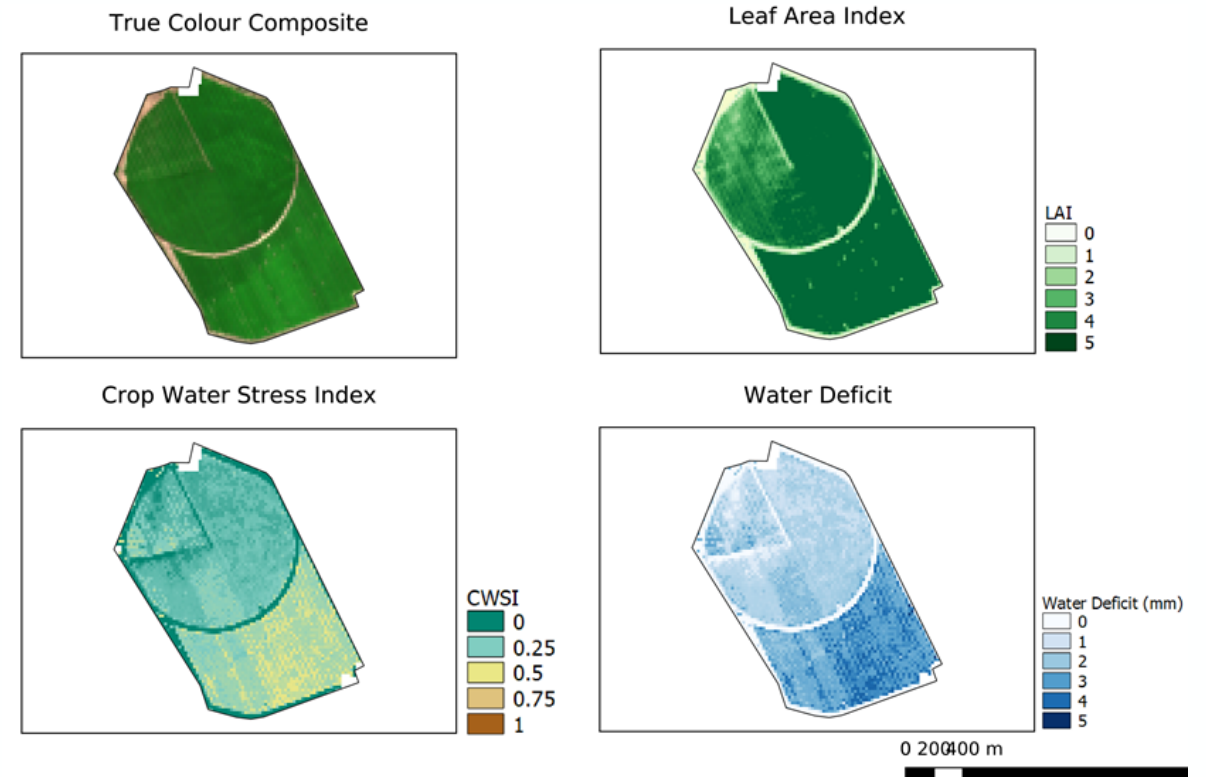 True Colour Composite
Leaf Area Index
LAI
0
1
2
3
4
5
Crop Water Stress Index
Water Deficit
CWSI
0
0.25
0.5
0.75
1
Water Deficit (mm)
0
1
2
3
4
5
0 200400 m